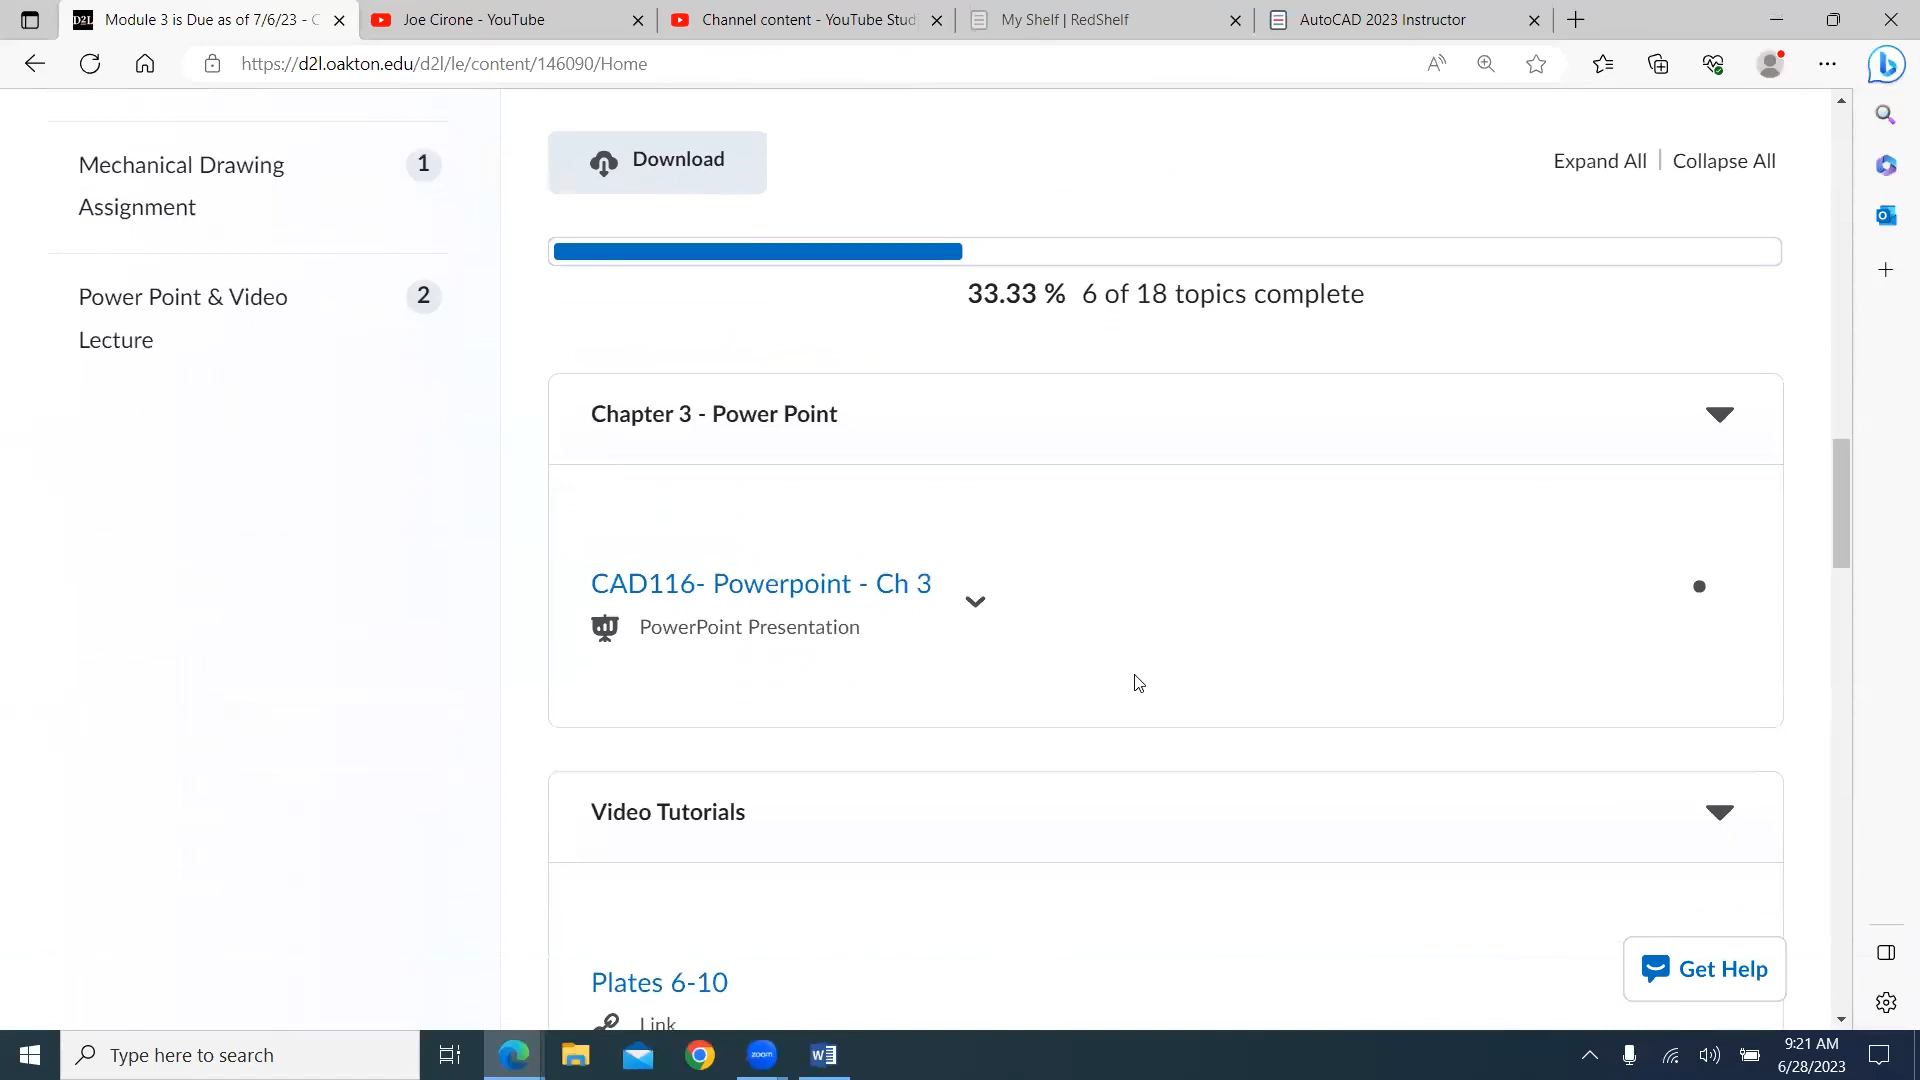 D2L Module 3 is Due as of 7/6/23 - C
Joe Cirone - YouTube
Channel content - YouTube Stud
My Shelf | RedShelf
AutoCAD 2023 Instructor
https://d2l.oakton.edu/d2l/le/content/146090/Home
Mechanical Drawing
Assignment
1
Power Point & Video
Lecture
2
Download
Expand All | Collapse All
33.33 % 6 of 18 topics complete
Chapter 3 - Power Point
CAD116- Powerpoint - Ch 3
PowerPoint Presentation
Video Tutorials
Plates 6-10
Link
Get Help
Type here to search
zoom
W
9:21 AM
6/28/2023